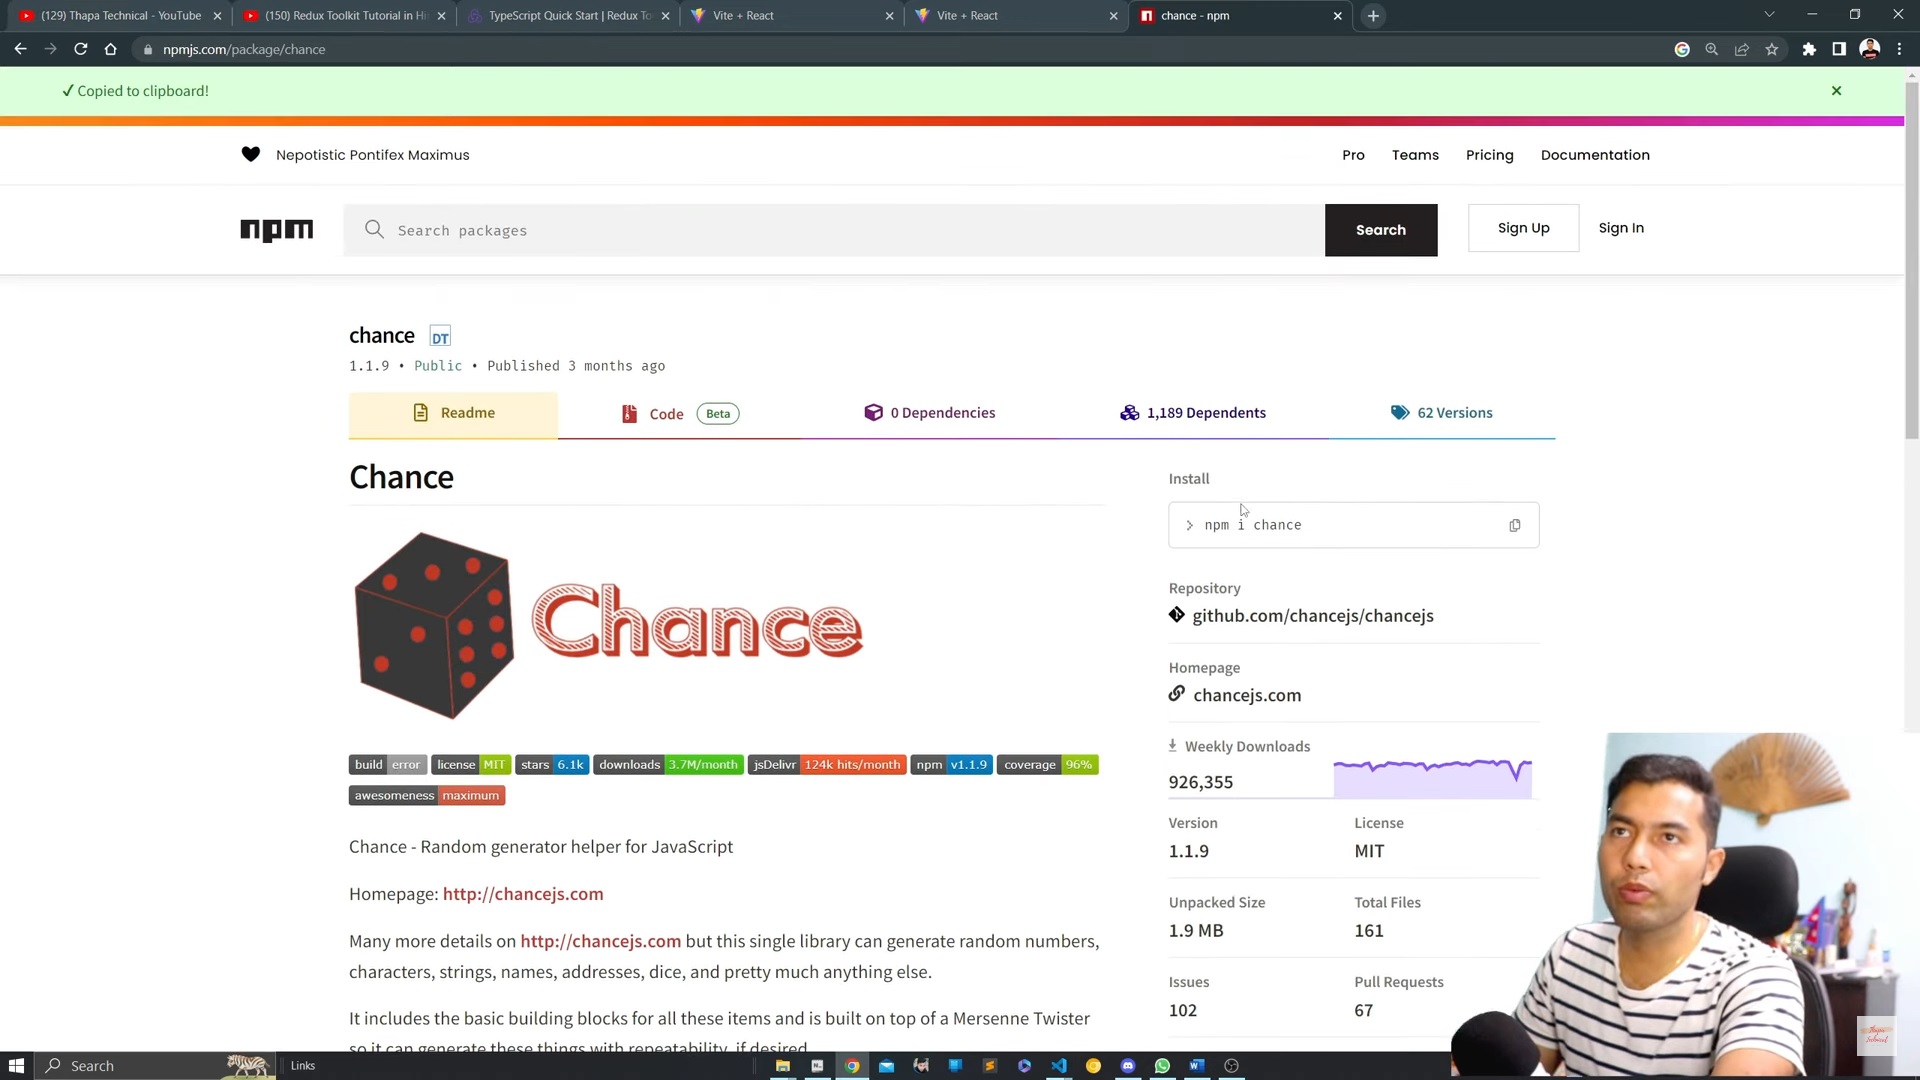 (129) Thapa Technical - YouTube
(150) Redux Toolkit Tutorial in Hi
TypeScript Quick Start | Redux To
Vite + React
Vite + React
chance - npm
npmjs.com/package/chance
✓ Copied to clipboard!
Nepotistic Pontifex Maximus
Pro
Teams
Pricing
Documentation
npm
Search packages
Search
Sign Up
Sign In
chance DT
1.1.9 • Public • Published 3 months ago
Readme
Code Beta
0 Dependencies
1,189 Dependents
62 Versions
Chance
Chance
build error
license MIT
stars 6.1k
downloads 3.7M/month
jsDelivr 124k hits/month
npm v1.1.9
coverage 96%
awesomeness maximum
Chance - Random generator helper for JavaScript
Homepage: http://chancejs.com
Many more details on http://chancejs.com but this single library can generate random numbers,
characters, strings, names, addresses, dice, and pretty much anything else.
It includes the basic building blocks for all these items and is built on top of a Mersenne Twister
so it can generate these things with repeatability, if desired.
Install
> npm i chance
Repository
github.com/chancejs/chancejs
Homepage
chancejs.com
Weekly Downloads
926,355
Version
License
1.1.9
MIT
Unpacked Size
Total Files
1.9 MB
161
Issues
Pull Requests
102
67
Thapa
Technical
Search
Links